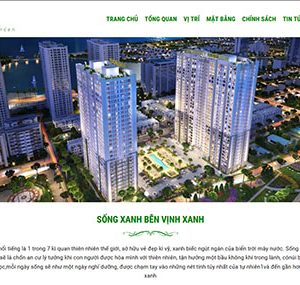 TRANG CHỦ TỔNG QUAN VỊ TRÍ MẶT BẰNG CHÍNH SÁCH TIN TỨ
SỐNG XANH BÊN VỊNH XANH
nổi tiếng là 1 trong 7 kì quan thiên nhiên thế giới, sở hữu vẻ đẹp kì vỹ, xanh biếc ngút ngàn của biển trời mây nước. Sống
sẽ là chốn an cư lý tưởng khi con người được hòa mình với thiên nhiên, tận hưởng một bầu không khí trong lành,
mỗi ngày sống sẽ như một ngày nghỉ dưỡng, được chạm tay vào những nét tinh túy nhất của tự nhiên và đến gần hơn
xanh.